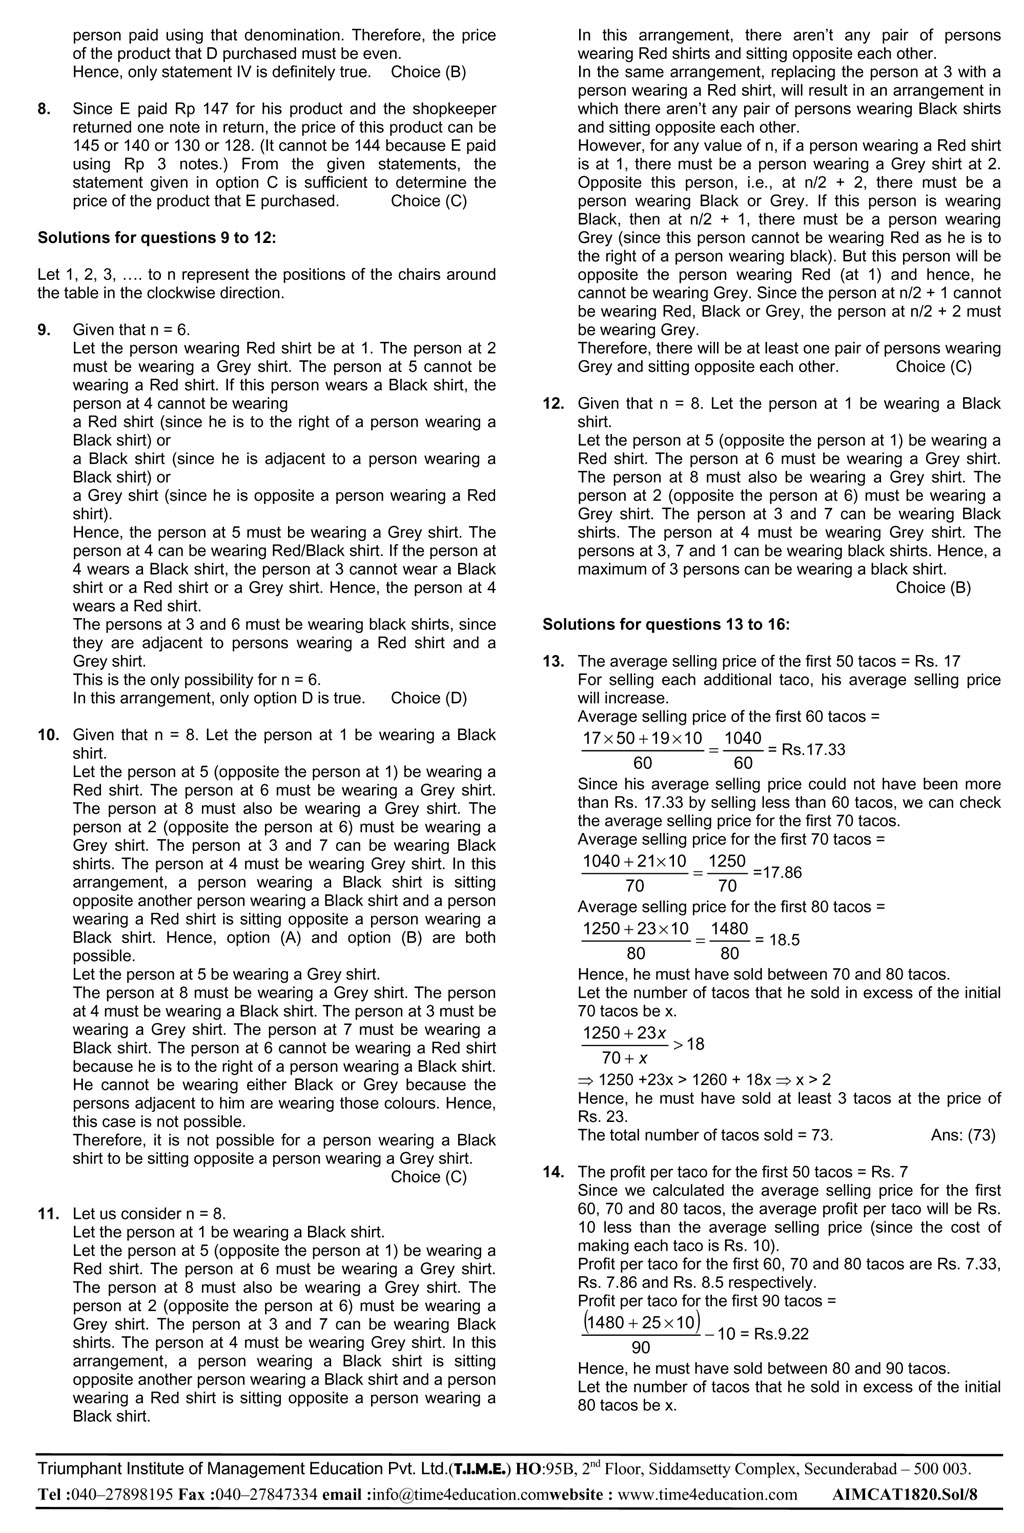 person paid using that denomination. Therefore, the price
of the product that D purchased must be even.
Hence, only statement IV is definitely true. Choice (B)
8. Since E paid Rp 147 for his product and the shopkeeper
returned one note in return, the price of this product can be
145 or 140 or 130 or 128. (It cannot be 144 because E paid
using Rp 3 notes.) From the given statements, the
statement given in option C is sufficient to determine the
price of the product that E purchased. Choice (C)
Solutions for questions 9 to 12:
Let 1, 2, 3, …. to n represent the positions of the chairs around
the table in the clockwise direction.
9. Given that n = 6.
Let the person wearing Red shirt be at 1. The person at 2
must be wearing a Grey shirt. The person at 5 cannot be
wearing a Red shirt. If this person wears a Black shirt, the
person at 4 cannot be wearing
a Red shirt (since he is to the right of a person wearing a
Black shirt) or
a Black shirt (since he is adjacent to a person wearing a
Black shirt) or
a Grey shirt (since he is opposite a person wearing a Red
shirt).
Hence, the person at 5 must be wearing a Grey shirt. The
person at 4 can be wearing Red/Black shirt. If the person at
4 wears a Black shirt, the person at 3 cannot wear a Black
shirt or a Red shirt or a Grey shirt. Hence, the person at 4
wears a Red shirt.
The persons at 3 and 6 must be wearing black shirts, since
they are adjacent to persons wearing a Red shirt and a
Grey shirt.
This is the only possibility for n = 6.
In this arrangement, only option D is true. Choice (D)
10. Given that n = 8. Let the person at 1 be wearing a Black
shirt.
Let the person at 5 (opposite the person at 1) be wearing a
Red shirt. The person at 6 must be wearing a Grey shirt.
The person at 8 must also be wearing a Grey shirt. The
person at 2 (opposite the person at 6) must be wearing a
Grey shirt. The person at 3 and 7 can be wearing Black
shirts. The person at 4 must be wearing Grey shirt. In this
arrangement, a person wearing a Black shirt is sitting
opposite another person wearing a Black shirt and a person
wearing a Red shirt is sitting opposite a person wearing a
Black shirt. Hence, option (A) and option (B) are both
possible.
Let the person at 5 be wearing a Grey shirt.
The person at 8 must be wearing a Grey shirt. The person
at 4 must be wearing a Black shirt. The person at 3 must be
wearing a Grey shirt. The person at 7 must be wearing a
Black shirt. The person at 6 cannot be wearing a Red shirt
because he is to the right of a person wearing a Black shirt.
He cannot be wearing either Black or Grey because the
persons adjacent to him are wearing those colours. Hence,
this case is not possible.
Therefore, it is not possible for a person wearing a Black
shirt to be sitting opposite a person wearing a Grey shirt.
Choice (C)
11. Let us consider n = 8.
Let the person at 1 be wearing a Black shirt.
Let the person at 5 (opposite the person at 1) be wearing a
Red shirt. The person at 6 must be wearing a Grey shirt.
The person at 8 must also be wearing a Grey shirt. The
person at 2 (opposite the person at 6) must be wearing a
Grey shirt. The person at 3 and 7 can be wearing Black
shirts. The person at 4 must be wearing Grey shirt. In this
arrangement, a person wearing a Black shirt is sitting
opposite another person wearing a Black shirt and a person
wearing a Red shirt is sitting opposite a person wearing a
Black shirt.
In this arrangement, there aren't any pair of persons
wearing Red shirts and sitting opposite each other.
In the same arrangement, replacing the person at 3 with a
person wearing a Red shirt, will result in an arrangement in
which there aren't any pair of persons wearing Black shirts
and sitting opposite each other.
However, for any value of n, if a person wearing a Red shirt
is at 1, there must be a person wearing a Grey shirt at 2.
Opposite this person, i.e., at n/2 + 2, there must be a
person wearing Black or Grey. If this person is wearing
Black, then at n/2 + 1, there must be a person wearing
Grey (since this person cannot be wearing Red as he is to
the right of a person wearing black). But this person will be
opposite the person wearing Red (at 1) and hence, he
cannot be wearing Grey. Since the person at n/2 + 1 cannot
be wearing Red, Black or Grey, the person at n/2 + 2 must
be wearing Grey.
Therefore, there will be at least one pair of persons wearing
Grey and sitting opposite each other. Choice (C)
12. Given that n = 8. Let the person at 1 be wearing a Black
shirt.
Let the person at 5 (opposite the person at 1) be wearing a
Red shirt. The person at 6 must be wearing a Grey shirt.
The person at 8 must also be wearing a Grey shirt. The
person at 2 (opposite the person at 6) must be wearing a
Grey shirt. The person at 3 and 7 can be wearing Black
shirts. The person at 4 must be wearing Grey shirt. The
persons at 3, 7 and 1 can be wearing black shirts. Hence, a
maximum of 3 persons can be wearing a black shirt.
Choice (B)
Solutions for questions 13 to 16:
13. The average selling price of the first 50 tacos = Rs. 17
For selling each additional taco, his average selling price
will increase.
Average selling price of the first 60 tacos =
17×50+19×10 1040
= = Rs.17.33
60 60
Since his average selling price could not have been more
than Rs. 17.33 by selling less than 60 tacos, we can check
the average selling price for the first 70 tacos.
Average selling price for the first 70 tacos =
1040+21×10 1250
= =17.86
70 70
Average selling price for the first 80 tacos =
1250+23×10 1480
= = 18.5
80 80
Hence, he must have sold between 70 and 80 tacos.
Let the number of tacos that he sold in excess of the initial
70 tacos be x.
1250+23x
> 18
70+x
⇒ 1250 +23x > 1260 + 18x ⇒ x > 2
Hence, he must have sold at least 3 tacos at the price of
Rs. 23.
The total number of tacos sold = 73. Ans: (73)
14. The profit per taco for the first 50 tacos = Rs. 7
Since we calculated the average selling price for the first
60, 70 and 80 tacos, the average profit per taco will be Rs.
10 less than the average selling price (since the cost of
making each taco is Rs. 10).
Profit per taco for the first 60, 70 and 80 tacos are Rs. 7.33,
Rs. 7.86 and Rs. 8.5 respectively.
Profit per taco for the first 90 tacos =
(1480+25×10)
−10 = Rs.9.22
90
Hence, he must have sold between 80 and 90 tacos.
Let the number of tacos that he sold in excess of the initial
80 tacos be x.
Triumphant Institute of Management Education Pvt. Ltd.(T.I.M.E.) HO:95B, 2nd Floor, Siddamsetty Complex, Secunderabad – 500 003.
Tel :040–27898195 Fax :040–27847334 email :info@time4education.comwebsite : www.time4education.com AIMCAT1820.Sol/8